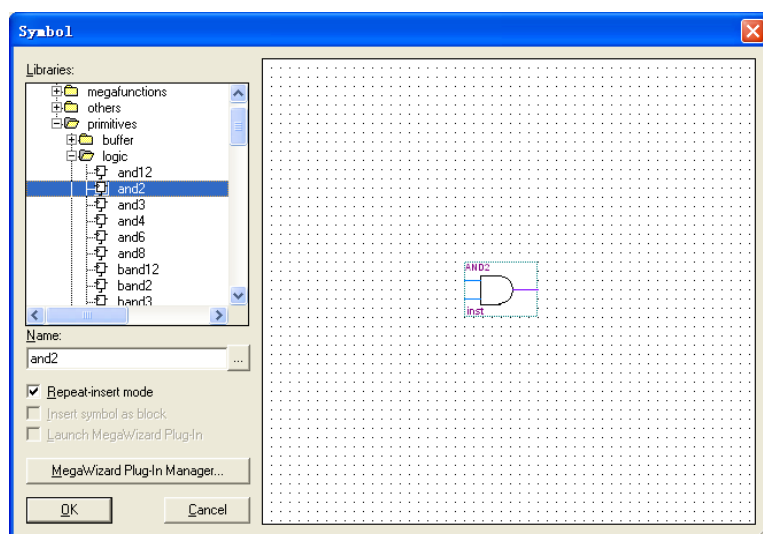 Symbol
Libraries:
megafunctions
others
primitives
buffer
logic
and12
and2
and3
and4
and6
and8
band12
band2
band3
Name:
and2
...
Repeat-insert mode
Insert symbol as block
Launch MegaWizard Plug-In
MegaWizard Plug-In Manager...
OK
Cancel
AND2
inst